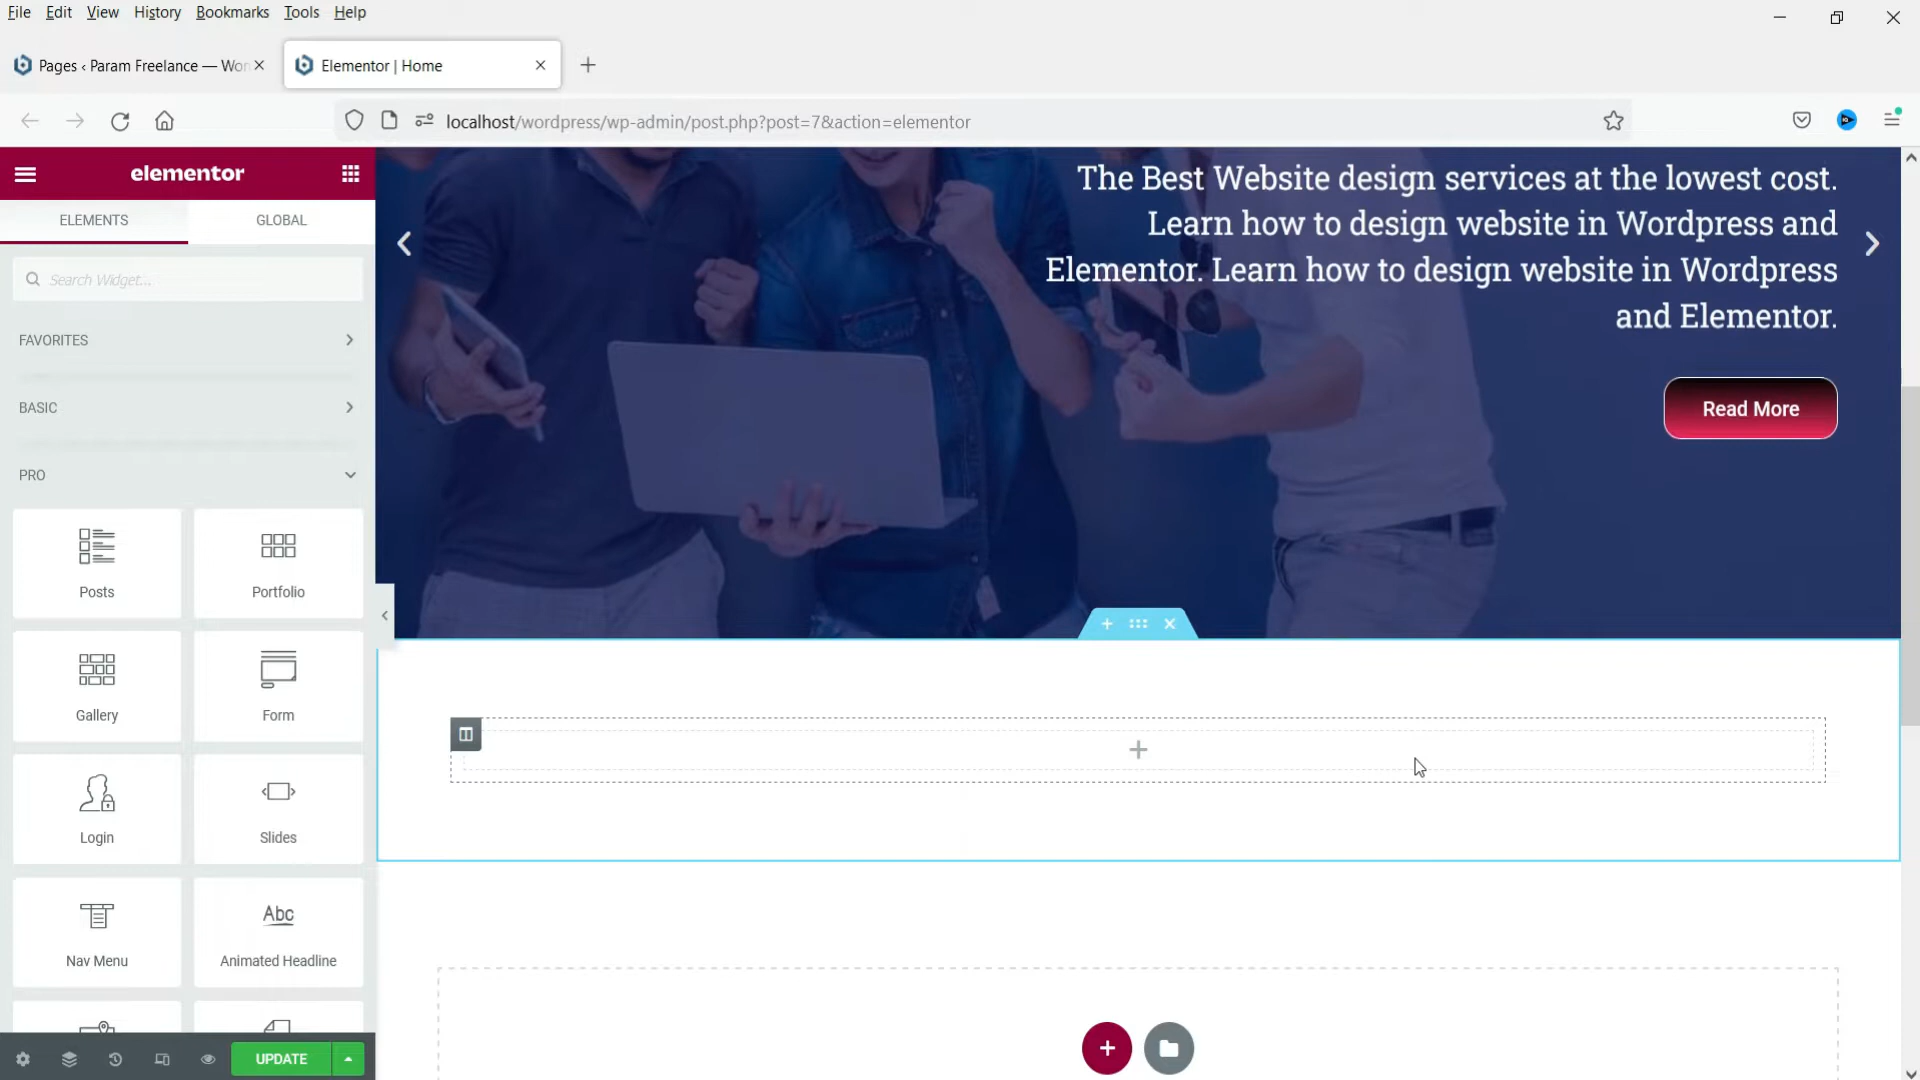 File Edit View History Bookmarks Tools Help
Pages ‹ Param Freelance — Wor
Elementor | Home
localhost/wordpress/wp-admin/post.php?post=7&action=elementor
elementor
ELEMENTS
GLOBAL
Search Widget...
FAVORITES
BASIC
PRO
Posts
Portfolio
Gallery
Form
Login
Slides
Nav Menu
Abc
Animated Headline
UPDATE
The Best Website design services at the lowest cost.
Learn how to design website in Wordpress and
Elementor. Learn how to design website in Wordpress
and Elementor.
Read More